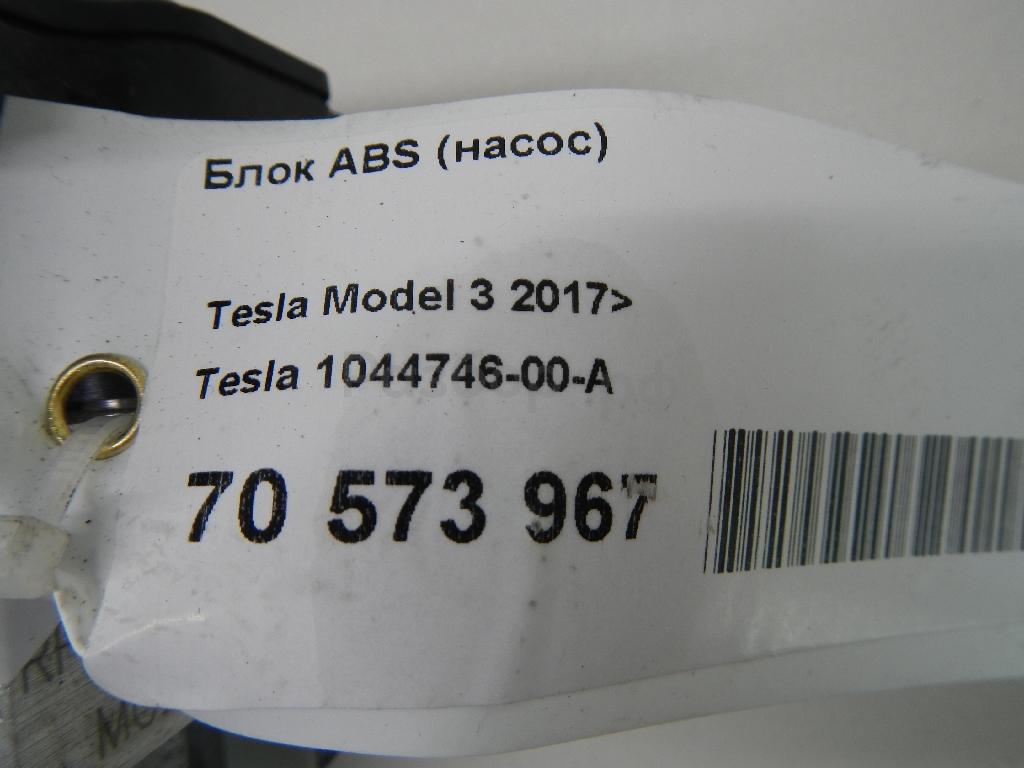 Блок ABS (насос)
Tesla Model 3 2017>
Tesla 1044746-00-A
70 573 967